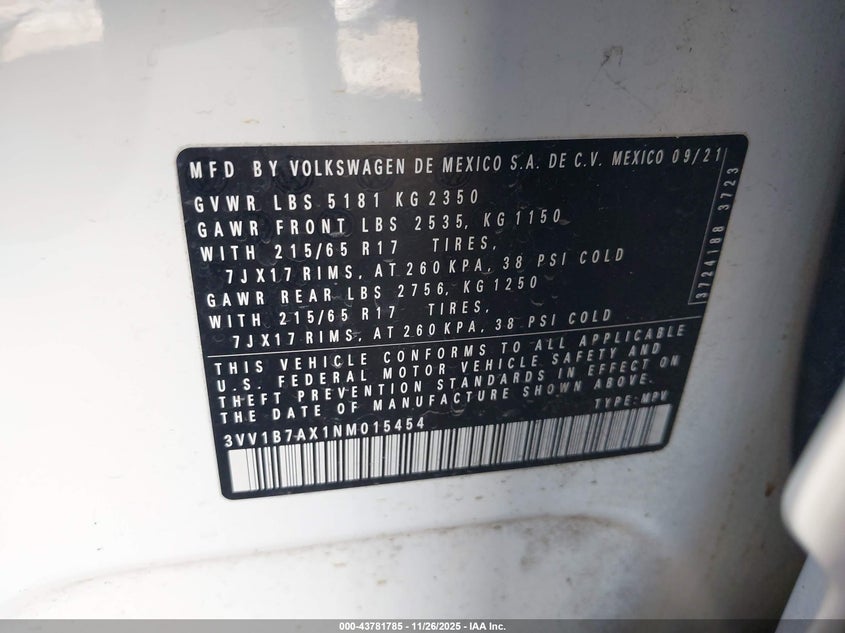 MFD BY VOLKSWAGEN DE MEXICO S.A. DE C.V. MEXICO 09/21
GVWR LBS 5181 KG 2350
GAWR FRONT LBS 2535, KG 1150
WITH 215/65 R17 TIRES,
7JX17 RIMS, AT 260 KPA, 38 PSI COLD
GAWR REAR LBS 2756, KG 1250
WITH 215/65 R17 TIRES,
7JX17 RIMS, AT 260 KPA, 38 PSI COLD
3724188 3723
THIS VEHICLE CONFORMS TO ALL APPLICABLE
U.S. FEDERAL MOTOR VEHICLE SAFETY AND
THEFT PREVENTION STANDARDS IN EFFECT ON
THE DATE OF MANUFACTURE SHOWN ABOVE.
TYPE: MPV
3VV1B7AX1NM015454
000-43781785 - 11/26/2025 - IAA Inc.